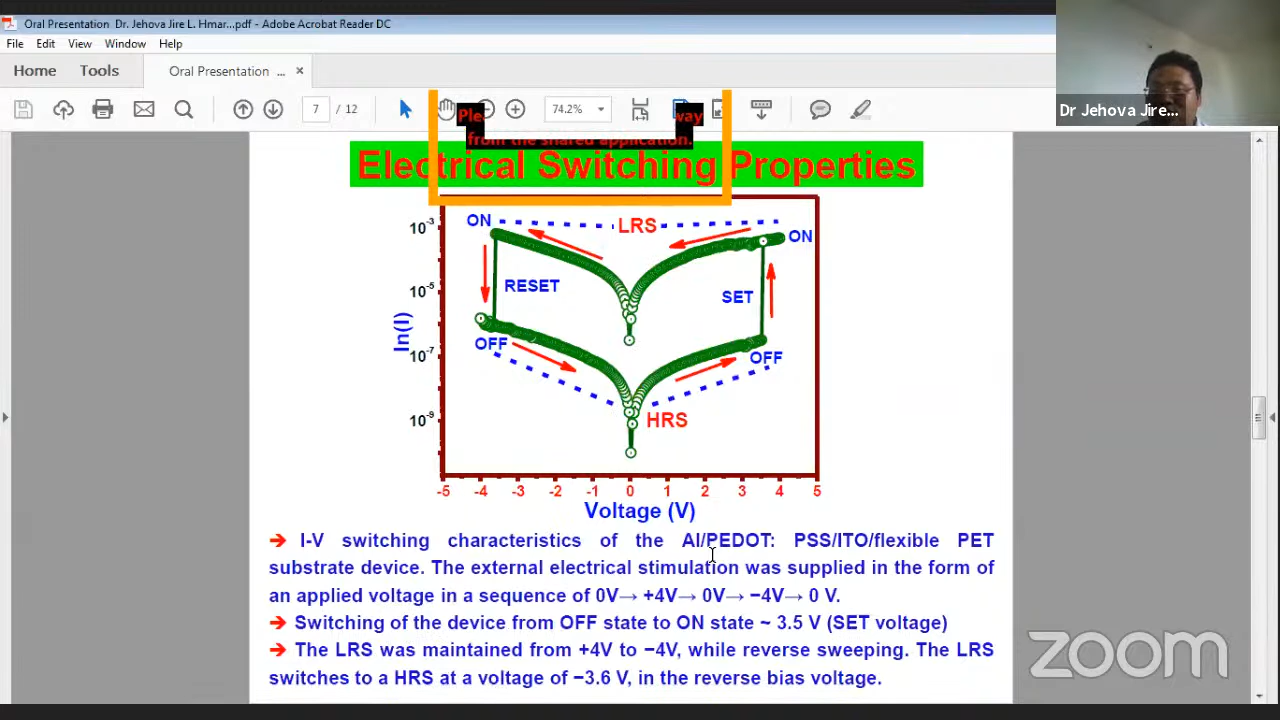 Oral Presentation Dr. Jehova Jire L. Hmar...pdf - Adobe Acrobat Reader DC
File Edit View Window Help
Home Tools Oral Presentation ... ×
7 / 12 74.2%
Dr Jehova Jire...
Ple way
from the shared application.
Electrical Switching Properties
ON LRS ON
10⁻³
RESET SET
10⁻⁵
ln(I)
OFF OFF
10⁻⁷
HRS
10⁻⁹
-5 -4 -3 -2 -1 0 1 2 3 4 5
Voltage (V)
➔ I-V switching characteristics of the Al/PEDOT: PSS/ITO/flexible PET
substrate device. The external electrical stimulation was supplied in the form of
an applied voltage in a sequence of 0V→ +4V→ 0V→ −4V→ 0 V.
➔ Switching of the device from OFF state to ON state ~ 3.5 V (SET voltage)
➔ The LRS was maintained from +4V to −4V, while reverse sweeping. The LRS
switches to a HRS at a voltage of −3.6 V, in the reverse bias voltage.
zoom